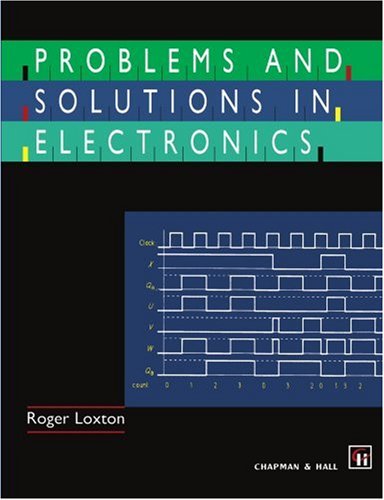 PROBLEMS AND
SOLUTIONS IN
ELECTRONICS
Clock
X
QA
U
V
W
QB
count 0 1 2 3 0 3 2 0 1 3 2
Roger Loxton
CHAPMAN & HALL